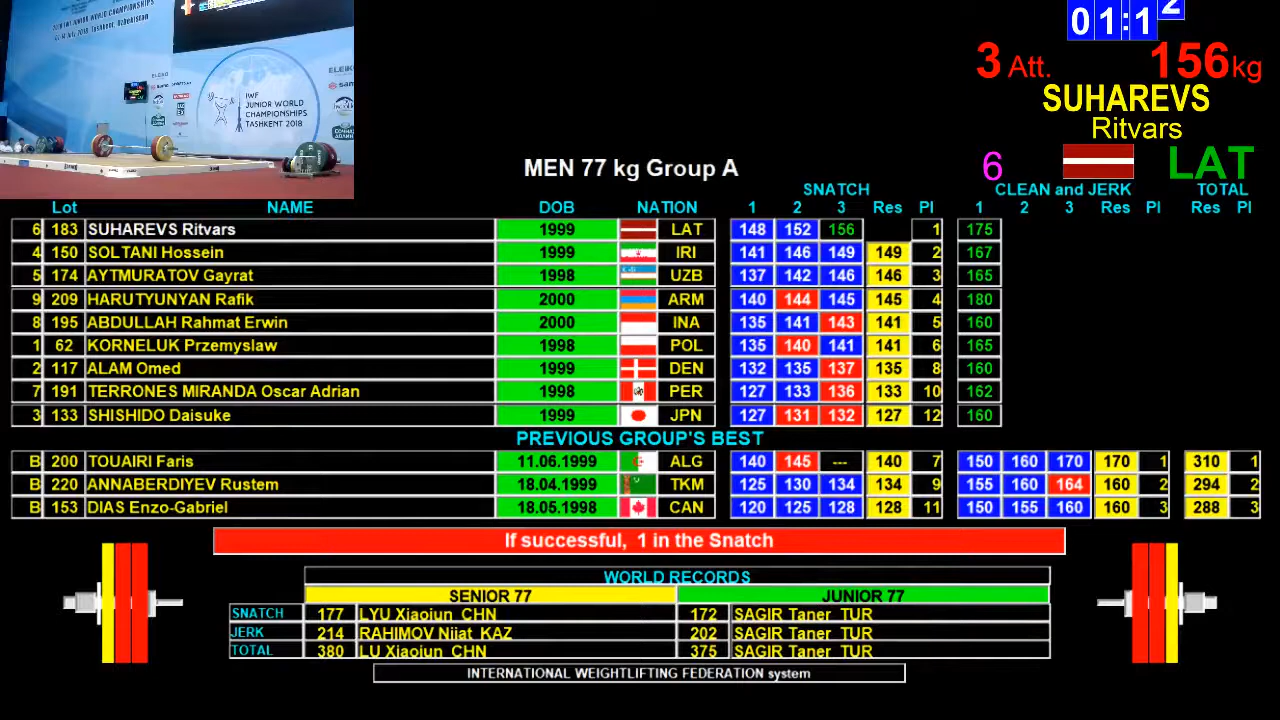 2018 IWF JUNIOR WORLD CHAMPIONSHIPS
IWF
JUNIOR WORLD
CHAMPIONSHIPS
TASHKENT 2018
ELEIKO
01:12
3 Att. 156kg
SUHAREVS
Ritvars
6 LAT
MEN 77 kg Group A
SNATCH CLEAN and JERK TOTAL
Lot NAME DOB NATION 1 2 3 Res Pl 1 2 3 Res Pl Res Pl
6 183 SUHAREVS Ritvars 1999 LAT 148 152 156 1 175
4 150 SOLTANI Hossein 1999 IRI 141 146 149 149 2 167
5 174 AYTMURATOV Gayrat 1998 UZB 137 142 146 146 3 165
9 209 HARUTYUNYAN Rafik 2000 ARM 140 144 145 145 4 180
8 195 ABDULLAH Rahmat Erwin 2000 INA 135 141 143 141 5 160
1 62 KORNELUK Przemyslaw 1998 POL 135 140 141 141 6 165
2 117 ALAM Omed 1999 DEN 132 135 137 135 8 160
7 191 TERRONES MIRANDA Oscar Adrian 1998 PER 127 133 136 133 10 162
3 133 SHISHIDO Daisuke 1999 JPN 127 131 132 127 12 160
PREVIOUS GROUP'S BEST
B 200 TOUAIRI Faris 11.06.1999 ALG 140 145 --- 140 7 150 160 170 170 1 310 1
B 220 ANNABERDIYEV Rustem 18.04.1999 TKM 125 130 134 134 9 155 160 164 160 2 294 2
B 153 DIAS Enzo-Gabriel 18.05.1998 CAN 120 125 128 128 11 150 155 160 160 3 288 3
If successful, 1 in the Snatch
WORLD RECORDS
SENIOR 77 JUNIOR 77
SNATCH 177 LYU Xiaojun CHN 172 SAGIR Taner TUR
JERK 214 RAHIMOV Nijat KAZ 202 SAGIR Taner TUR
TOTAL 380 LU Xiaojun CHN 375 SAGIR Taner TUR
INTERNATIONAL WEIGHTLIFTING FEDERATION system